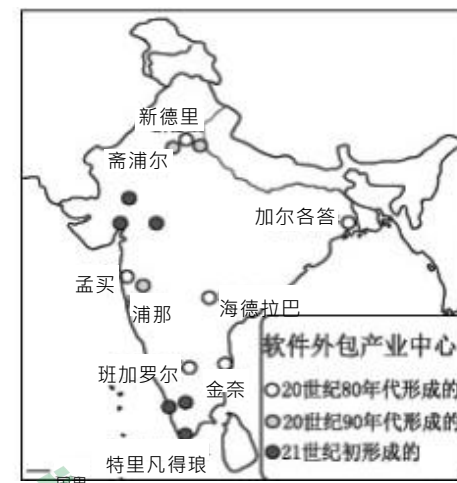 新德里
斋浦尔
加尔各答
孟买
浦那
海德拉巴
班加罗尔
金奈
特里凡得琅
软件外包产业中心
20世纪80年代形成的
20世纪90年代形成的
21世纪初形成的